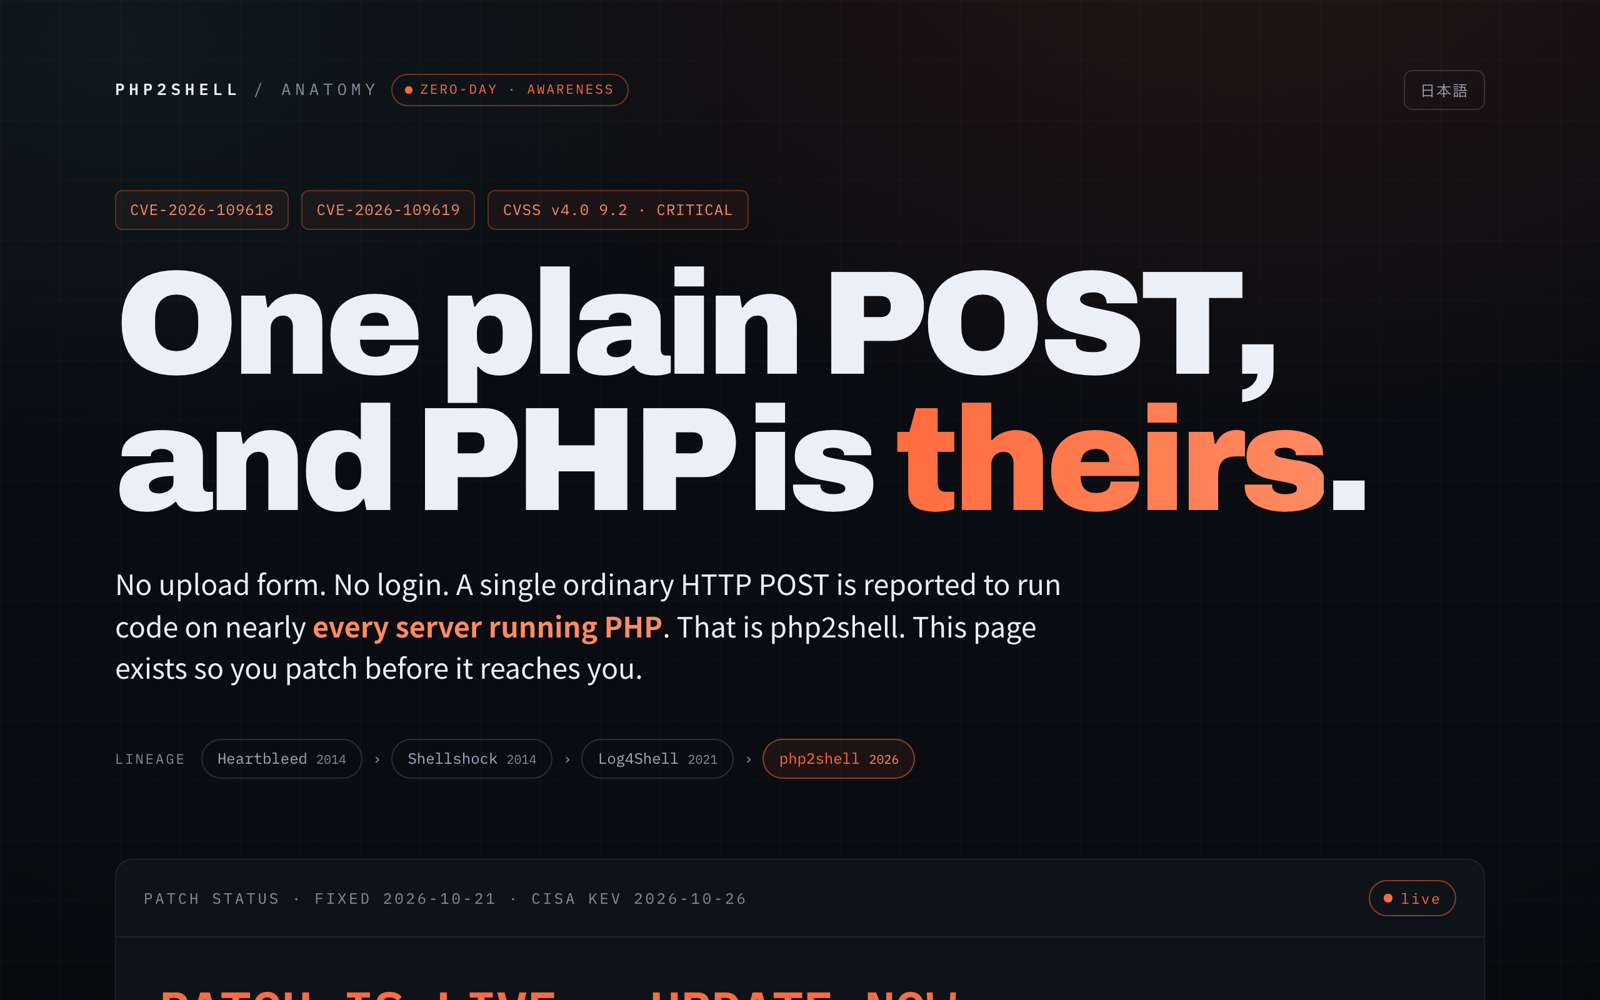 PHP2SHELL / ANATOMY
ZERO-DAY · AWARENESS
日本語
CVE-2026-109618
CVE-2026-109619
CVSS v4.0 9.2 · CRITICAL
One plain POST,
and PHP is theirs.
No upload form. No login. A single ordinary HTTP POST is reported to run
code on nearly every server running PHP. That is php2shell. This page
exists so you patch before it reaches you.
LINEAGE Heartbleed 2014 › Shellshock 2014 › Log4Shell 2021 › php2shell 2026
PATCH STATUS · FIXED 2026-10-21 · CISA KEV 2026-10-26
live